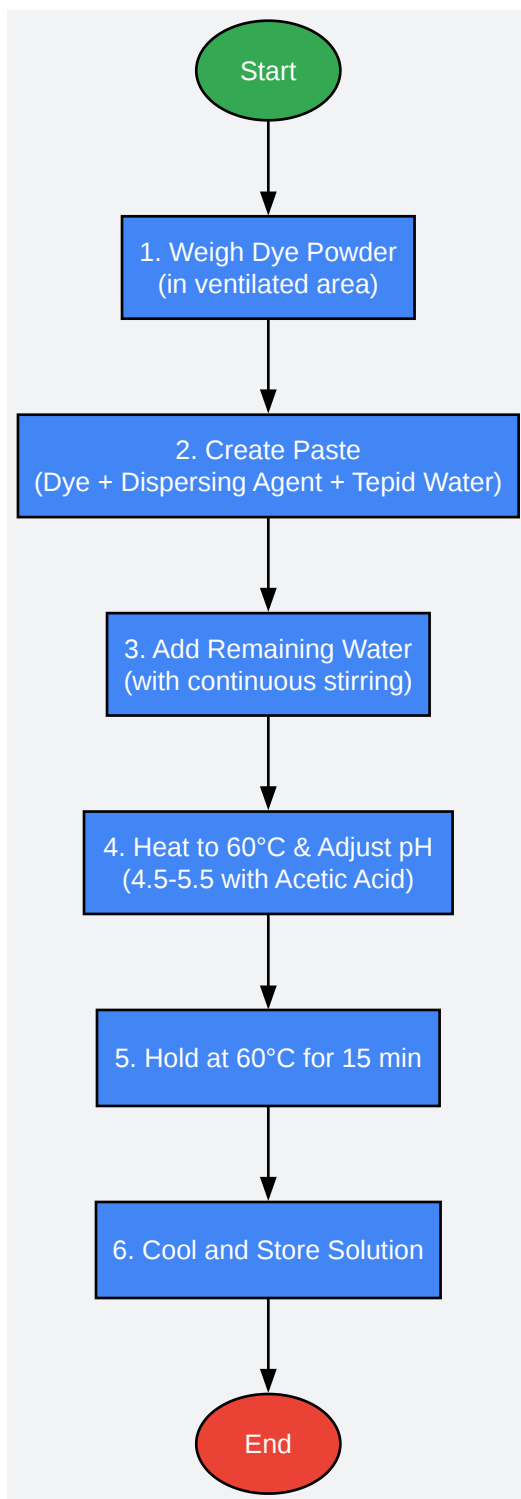 Start
1. Weigh Dye Powder
(in ventilated area)
2. Create Paste
(Dye + Dispersing Agent + Tepid Water)
3. Add Remaining Water
(with continuous stirring)
4. Heat to 60°C & Adjust pH
(4.5-5.5 with Acetic Acid)
5. Hold at 60°C for 15 min
6. Cool and Store Solution
End